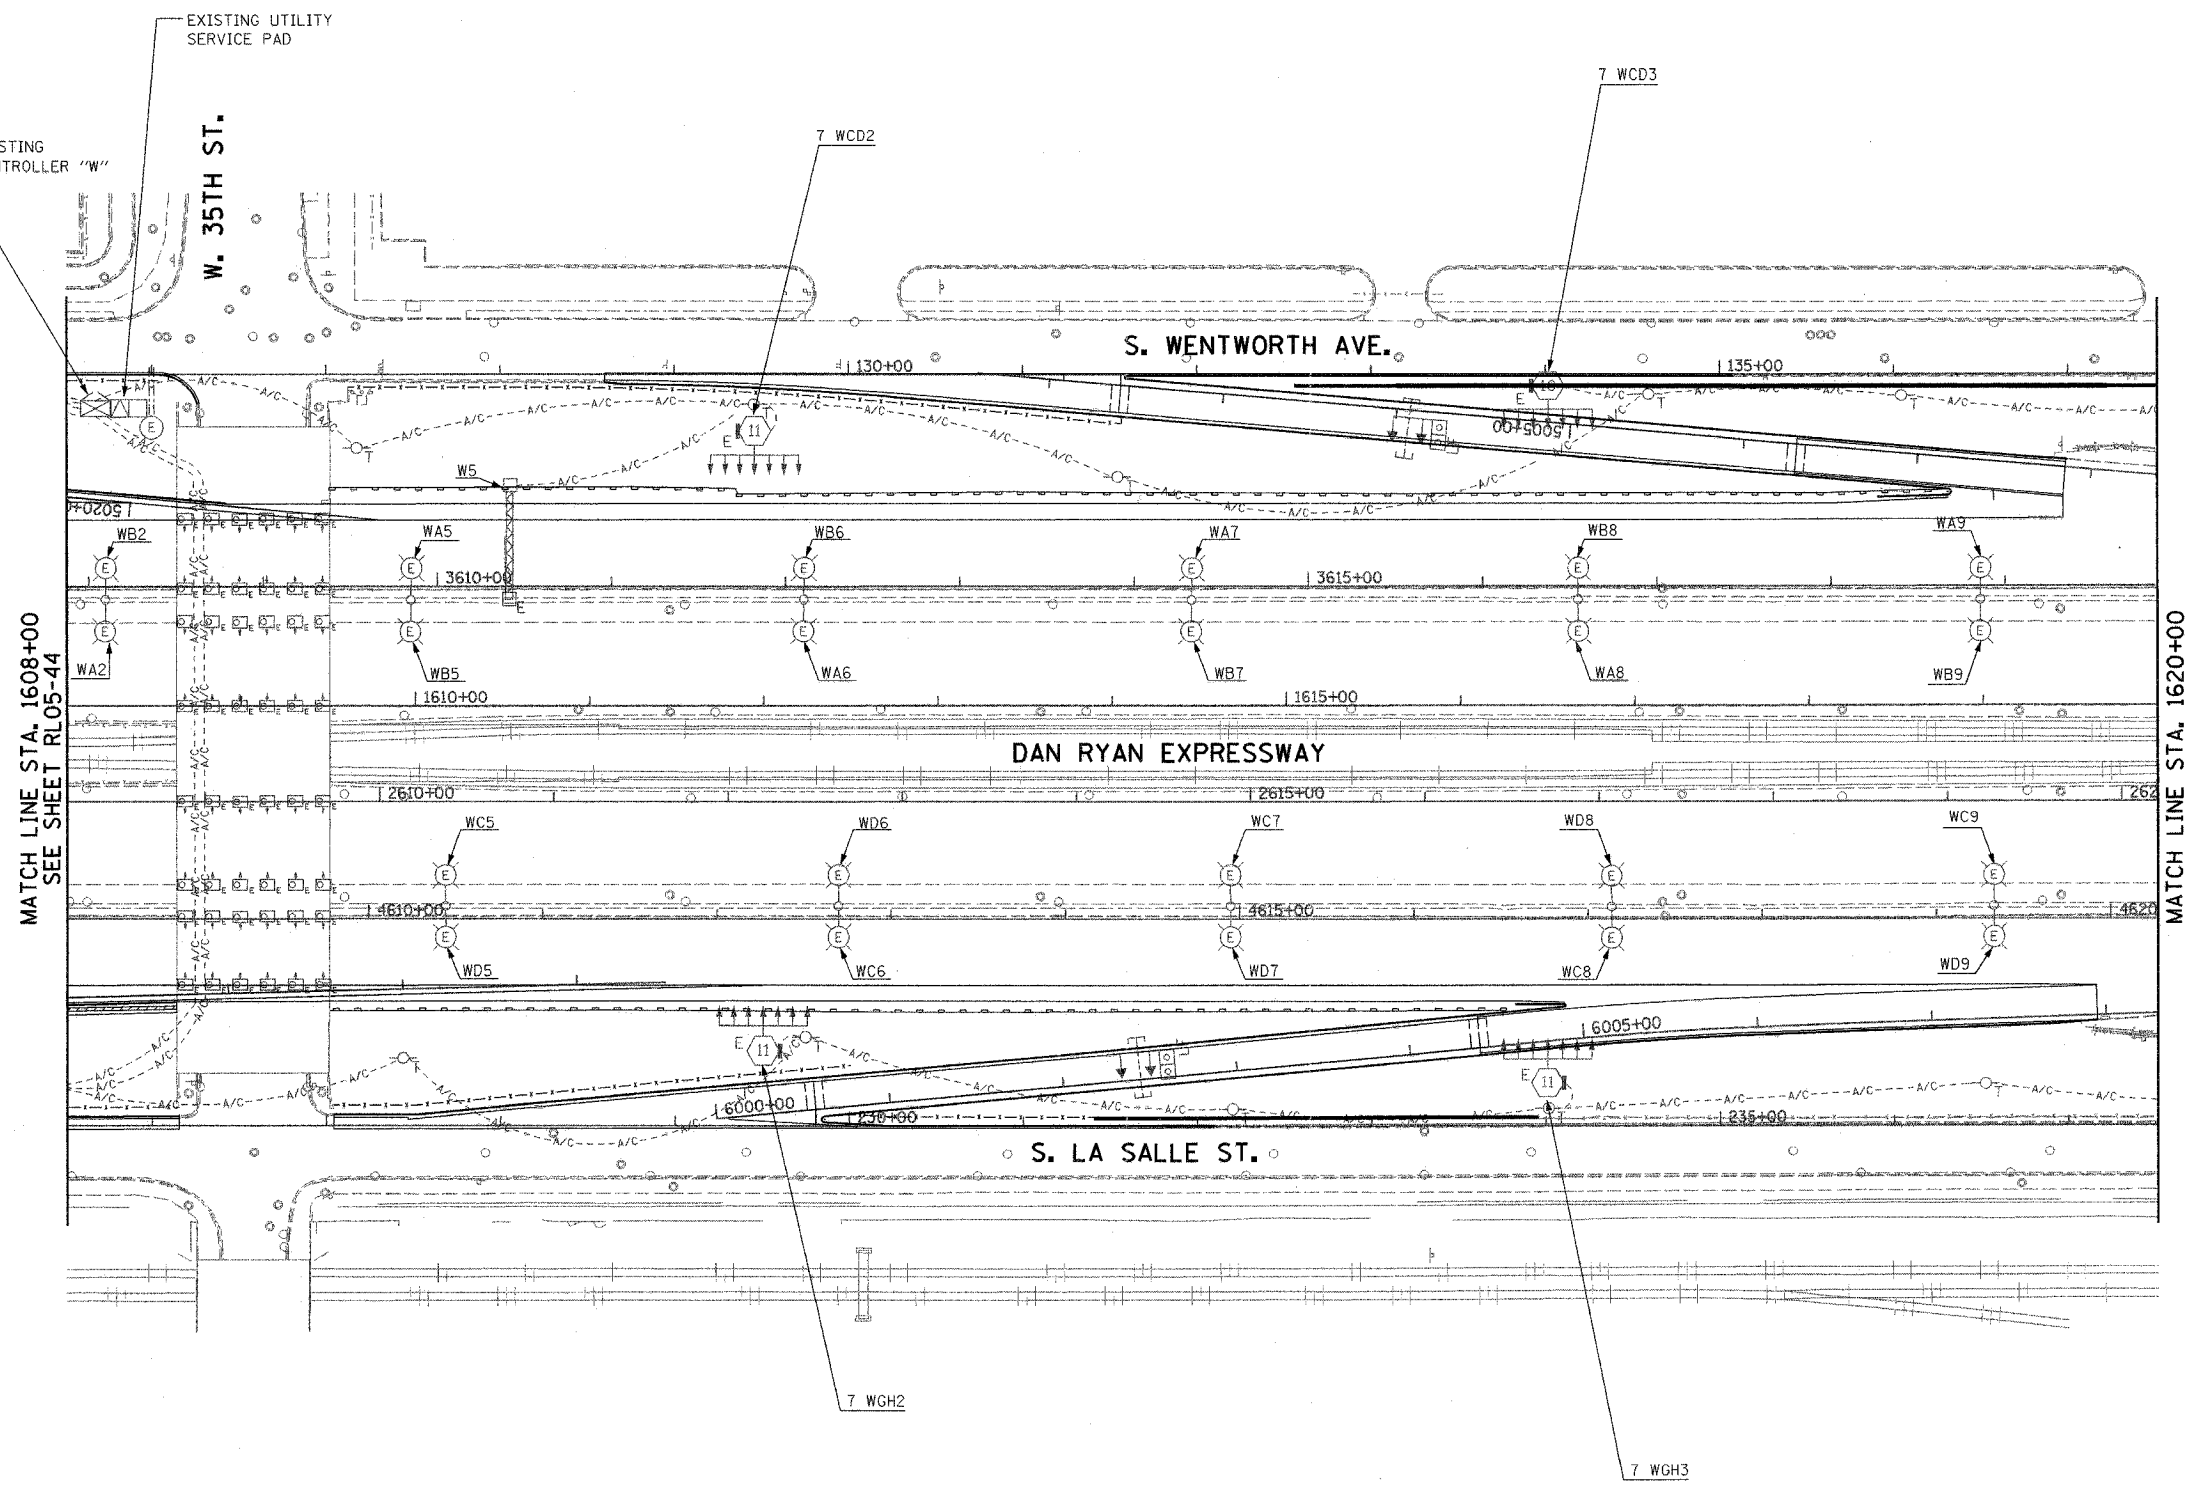 EXISTING UTILITY
SERVICE PAD
7 WCD3
7 WCD2
STING
TROLLER "W"
W. 35TH ST.
S. WENTWORTH AVE.
130+00
135+00
A/C
E
T
11
10
5005+00
W5
5020+0
WB2
WA5
WB6
WA7
WB8
WA9
3610+00
3615+00
WA2
WB5
WA6
WB7
WA8
WB9
MATCH LINE STA. 1608+00
SEE SHEET RL05-44
MATCH LINE STA. 1620+00
1610+00
1615+00
DAN RYAN EXPRESSWAY
2610+00
2615+00
262
WC5
WD6
WC7
WD8
WC9
4610+00
4615+00
4620
WD5
WC6
WD7
WC8
WD9
6005+00
E
11
T
E
11
T
6000+00
230+00
235+00
S. LA SALLE ST.
7 WGH2
7 WGH3